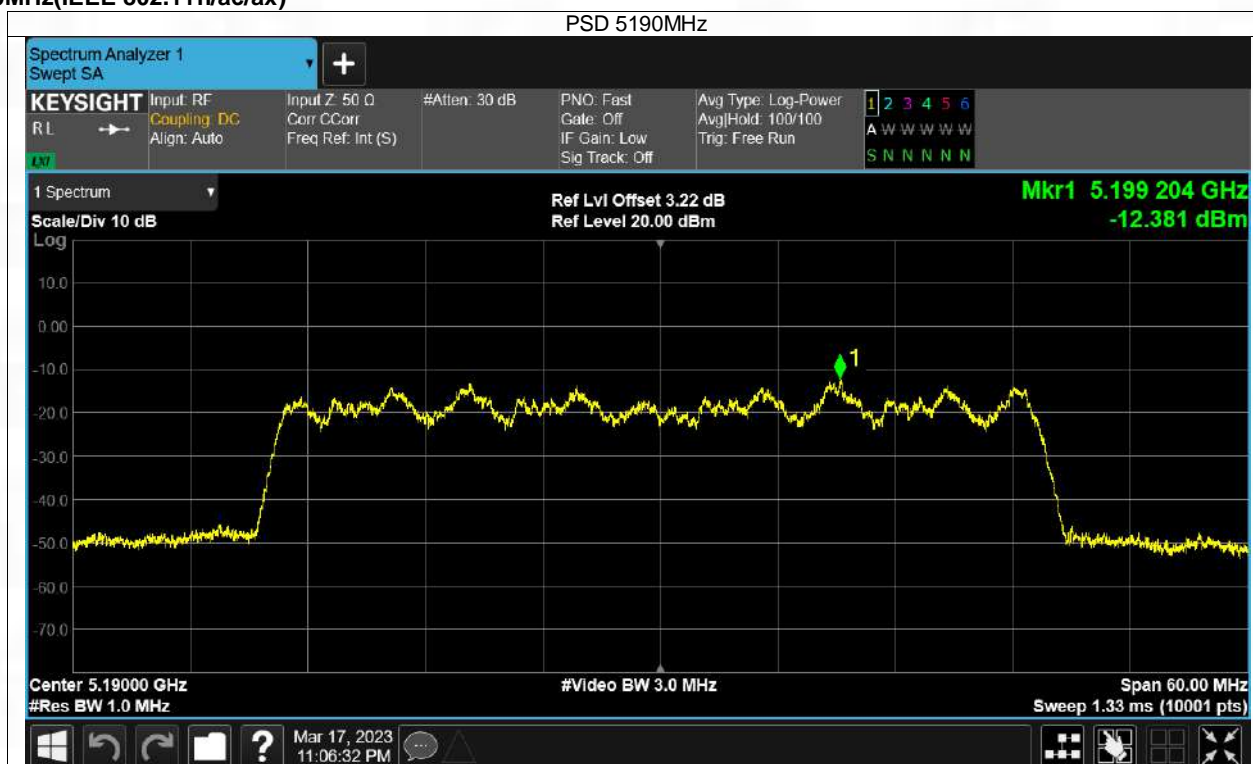 MHz(IEEE 802.11n/ac/ax)
PSD 5190MHz
Spectrum Analyzer 1
Swept SA
+
KEYSIGHT
RL
LXI
Input: RF
Coupling: DC
Align: Auto
Input Z: 50 Ω
Corr CCorr
Freq Ref: Int (S)
#Atten: 30 dB
PNO: Fast
Gate: Off
IF Gain: Low
Sig Track: Off
Avg Type: Log-Power
Avg|Hold: 100/100
Trig: Free Run
1 2 3 4 5 6
A W W W W W
S N N N N N
1 Spectrum
Scale/Div 10 dB
Ref Lvl Offset 3.22 dB
Ref Level 20.00 dBm
Mkr1 5.199 204 GHz
-12.381 dBm
Log
10.0
0.00
-10.0
-20.0
-30.0
-40.0
-50.0
-60.0
-70.0
1
Center 5.19000 GHz
#Res BW 1.0 MHz
#Video BW 3.0 MHz
Span 60.00 MHz
Sweep 1.33 ms (10001 pts)
?
Mar 17, 2023
11:06:32 PM